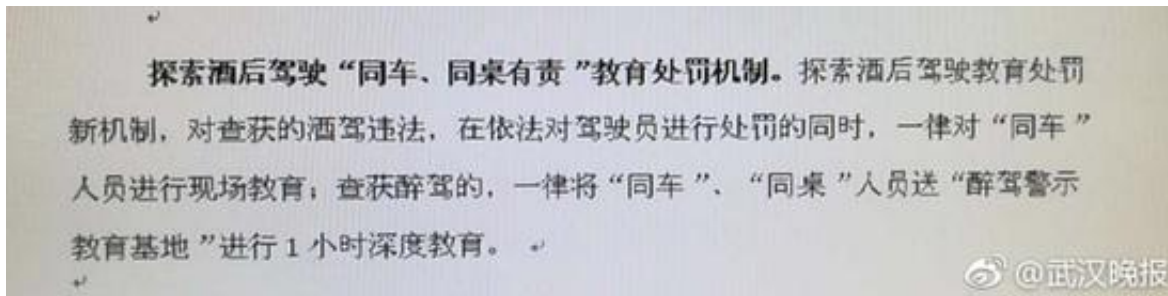 探索酒后驾驶“同车、同桌有责”教育处罚机制。探索酒后驾驶教育处罚
新机制，对查获的酒驾违法，在依法对驾驶员进行处罚的同时，一律对“同车”
人员进行现场教育；查获醉驾的，一律将“同车”、“同桌”人员送“醉驾警示
教育基地”进行1小时深度教育。
@武汉晚报